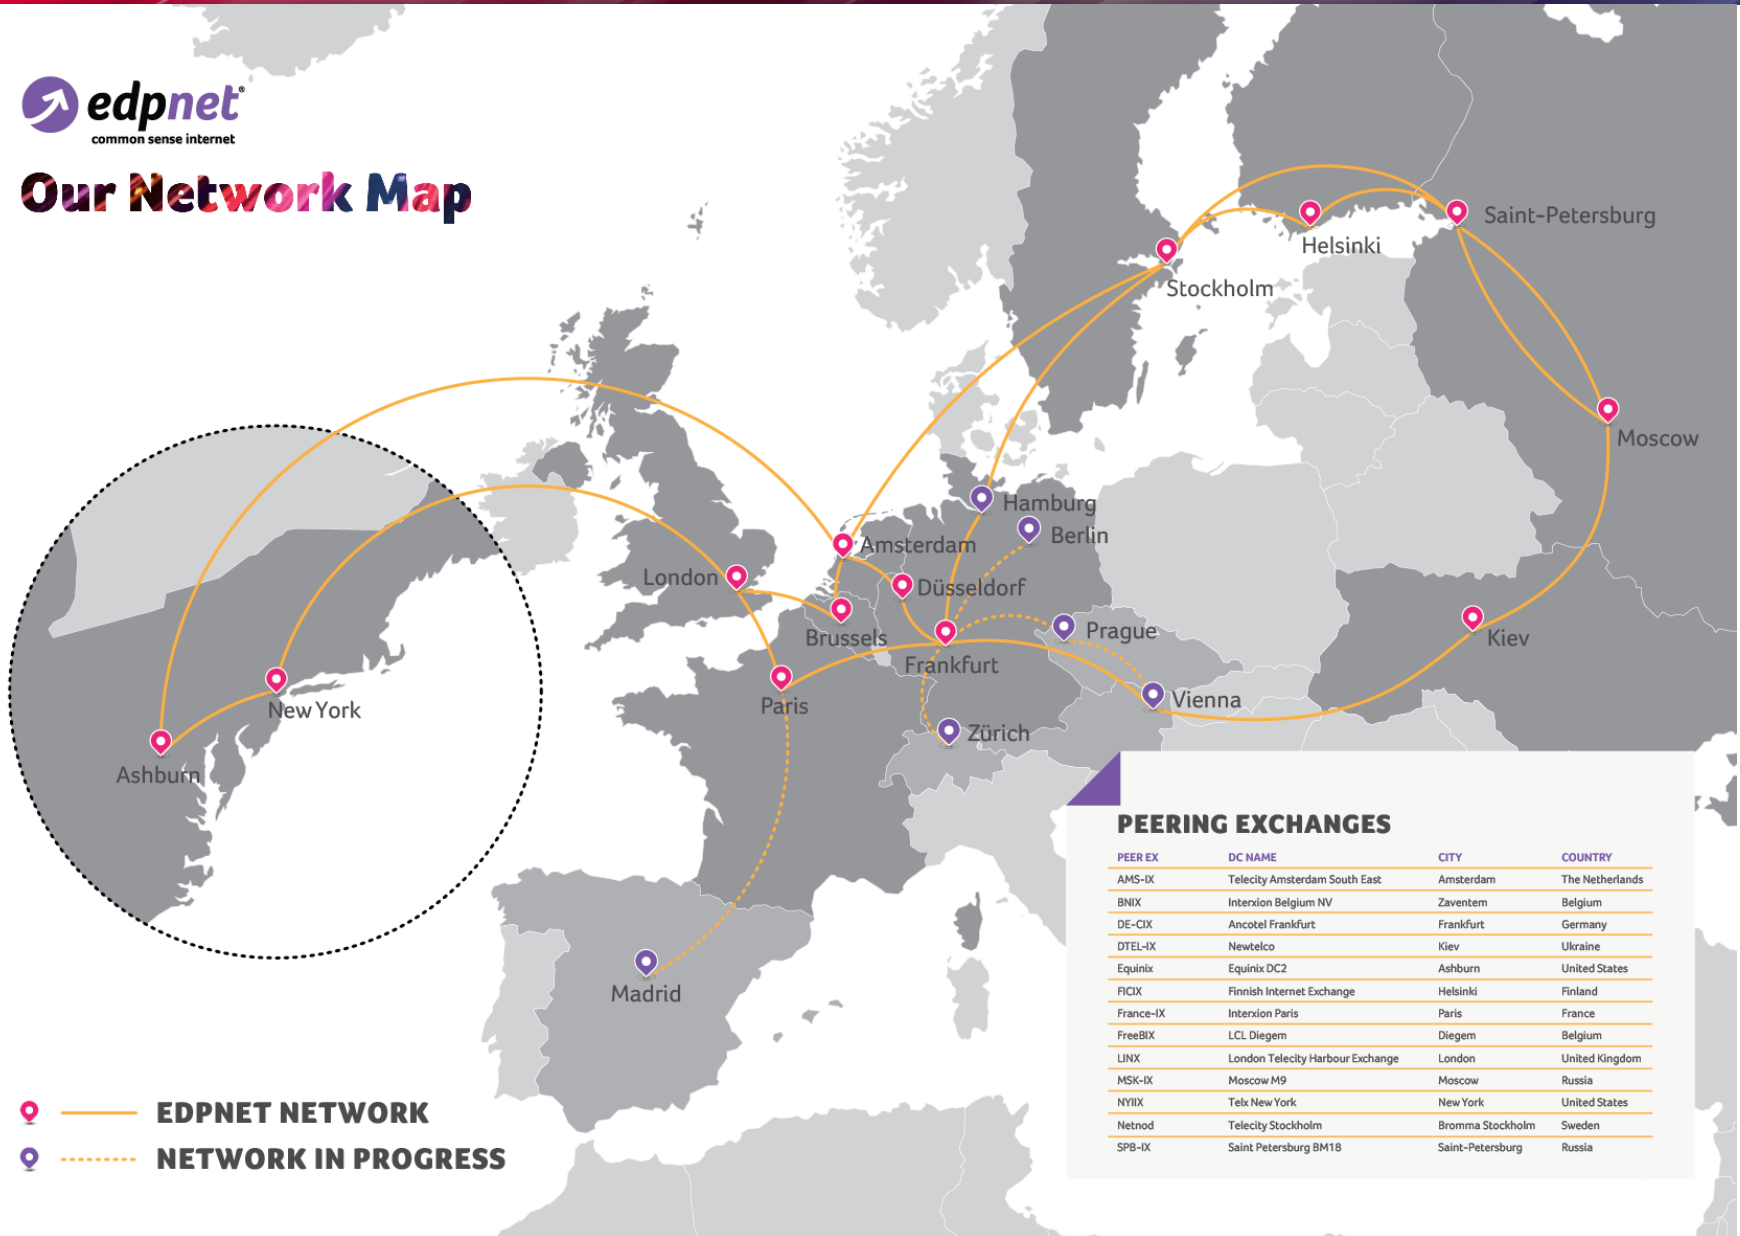 edpnet®
common sense internet
Our Network Map
Saint-Petersburg
Helsinki
Stockholm
Moscow
Hamburg
Berlin
Amsterdam
London
Düsseldorf
Brussels
Prague
Kiev
Frankfurt
Vienna
Paris
New York
Zürich
Ashburn
Madrid
PEERING EXCHANGES
PEER EX DC NAME CITY COUNTRY
AMS-IX Telecity Amsterdam South East Amsterdam The Netherlands
BNIX Interxion Belgium NV Zaventem Belgium
DE-CIX Ancotel Frankfurt Frankfurt Germany
DTEL-IX Newtelco Kiev Ukraine
Equinix Equinix DC2 Ashburn United States
FICIX Finnish Internet Exchange Helsinki Finland
France-IX Interxion Paris Paris France
FreeBIX LCL Diegem Diegem Belgium
LINX London Telecity Harbour Exchange London United Kingdom
MSK-IX Moscow M9 Moscow Russia
NYIIX Telx New York New York United States
Netnod Telecity Stockholm Bromma Stockholm Sweden
SPB-IX Saint Petersburg BM18 Saint-Petersburg Russia
EDPNET NETWORK
NETWORK IN PROGRESS